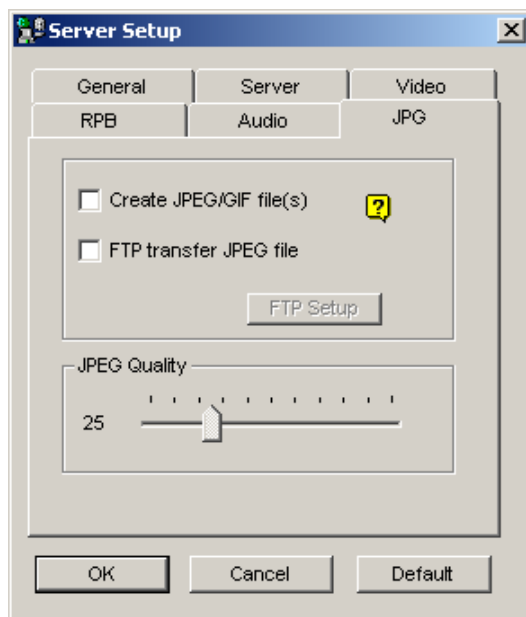 Server Setup
General Server Video
RPB Audio JPG
Create JPEG/GIF file(s)
?
FTP transfer JPEG file
FTP Setup
JPEG Quality
25
OK Cancel Default